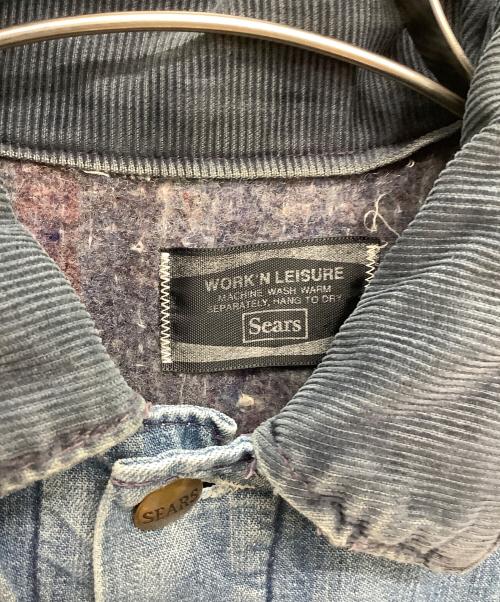 WORK'N LEISURE
MACHINE WASH WARM
SEPARATELY, HANG TO DRY
Sears
SEARS